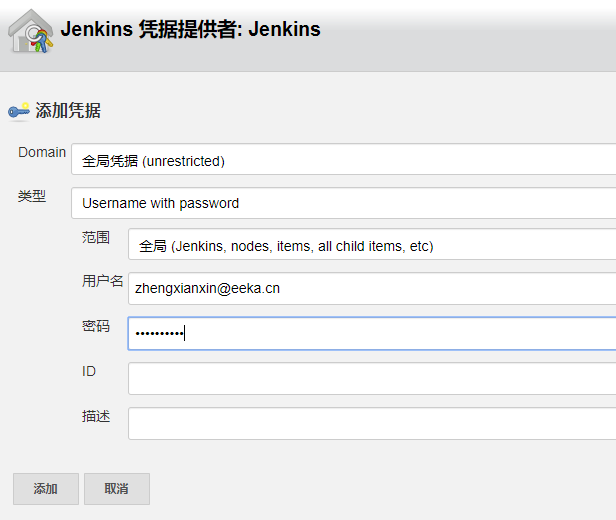 Jenkins 凭据提供者: Jenkins
添加凭据
Domain
全局凭据 (unrestricted)
类型
Username with password
范围
全局 (Jenkins, nodes, items, all child items, etc)
用户名
zhengxianxin@eeka.cn
密码
••••••••••
ID
描述
添加
取消